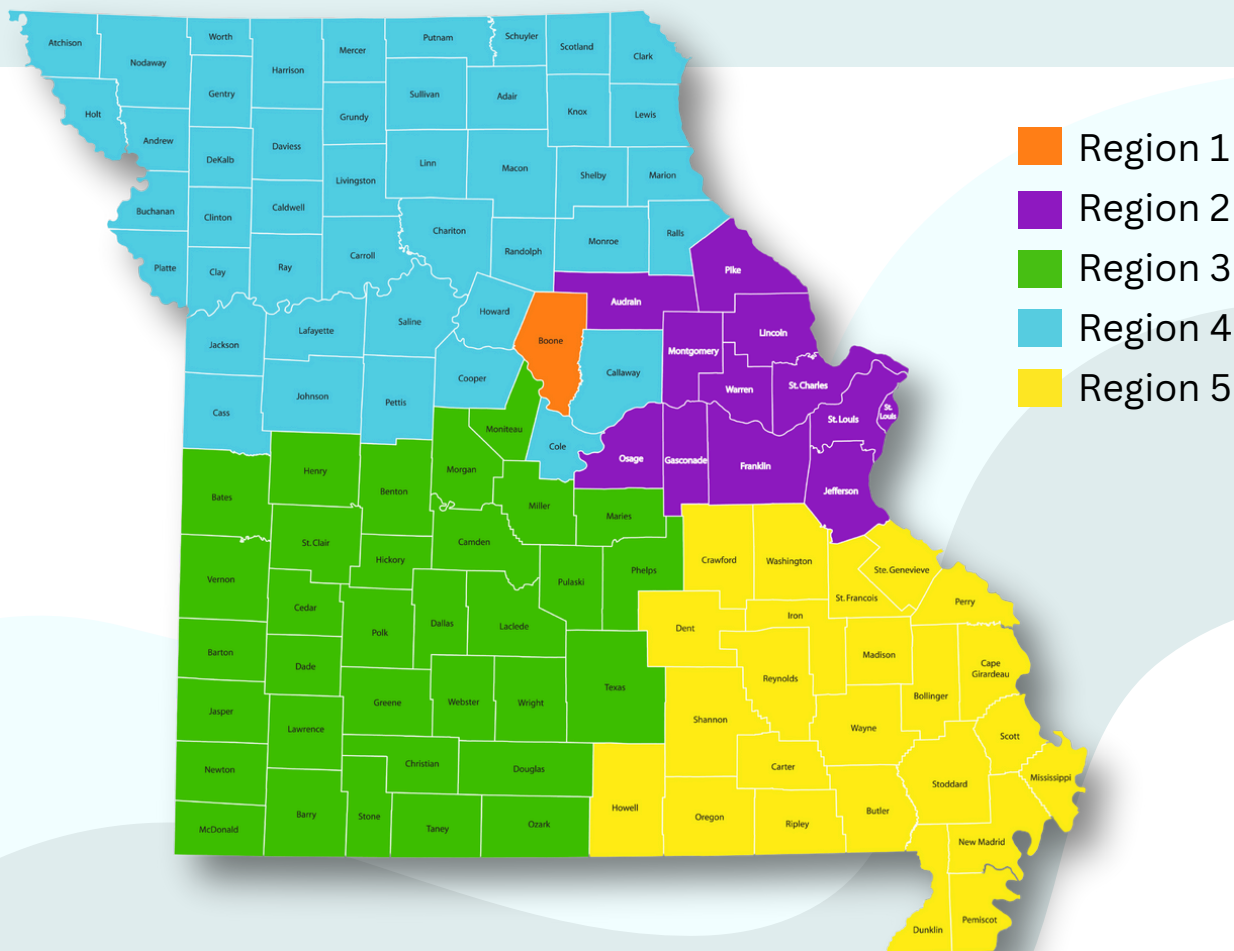 Atchison
Nodaway
Worth
Harrison
Mercer
Putnam
Schuyler
Scotland
Clark
Holt
Gentry
Sullivan
Adair
Knox
Lewis
Andrew
DeKalb
Daviess
Grundy
Linn
Macon
Shelby
Marion
Buchanan
Clinton
Caldwell
Livingston
Chariton
Randolph
Monroe
Ralls
Platte
Clay
Ray
Carroll
Pike
Audrain
Jackson
Lafayette
Saline
Howard
Boone
Callaway
Montgomery
Lincoln
Cass
Johnson
Pettis
Cooper
Warren
St. Charles
Moniteau
Cole
St. Louis
St.
Louis
Bates
Henry
Benton
Morgan
Miller
Osage
Gasconade
Franklin
Jefferson
Maries
St. Clair
Hickory
Camden
Pulaski
Phelps
Crawford
Washington
Ste. Genevieve
St. Francois
Perry
Vernon
Cedar
Polk
Dallas
Laclede
Dent
Iron
Madison
Cape
Girardeau
Barton
Dade
Greene
Webster
Wright
Texas
Reynolds
Bollinger
Jasper
Lawrence
Shannon
Wayne
Scott
Newton
Christian
Douglas
Carter
Stoddard
Mississippi
McDonald
Barry
Stone
Taney
Ozark
Howell
Oregon
Ripley
Butler
New Madrid
Dunklin
Pemiscot
Region 1
Region 2
Region 3
Region 4
Region 5